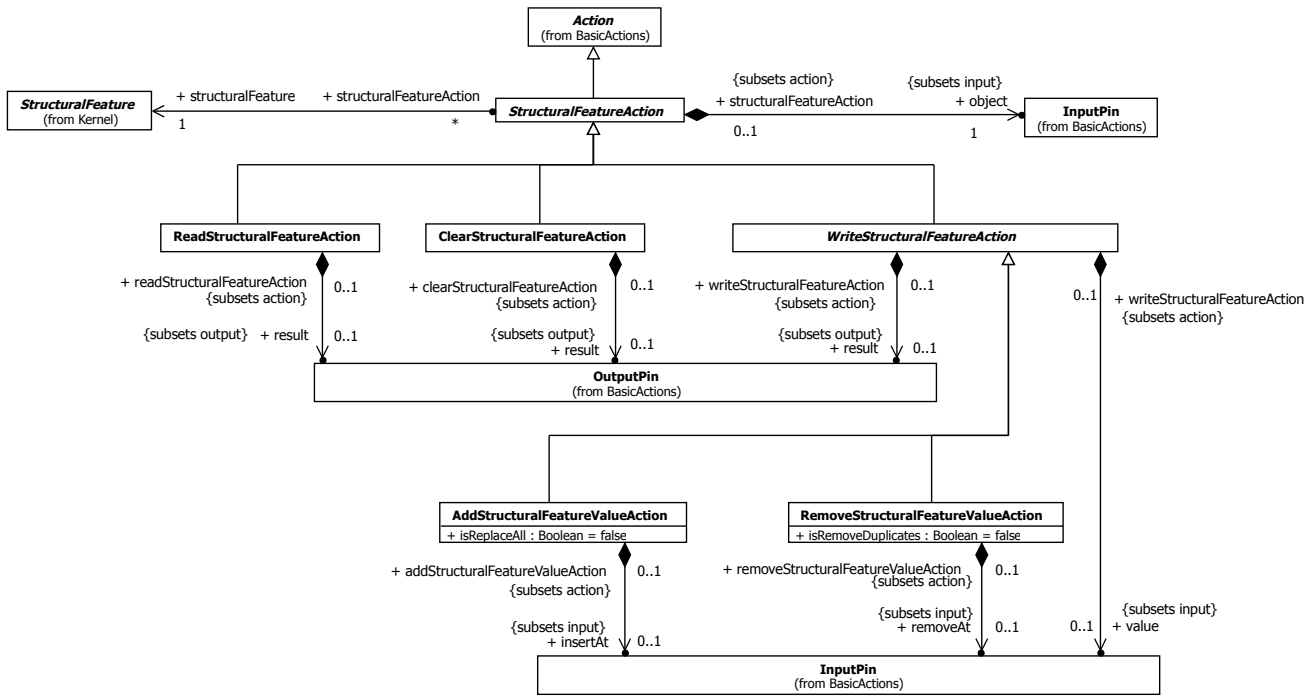 Action
(from BasicActions)
{subsets action}
{subsets input}
+ structuralFeature
+ structuralFeatureAction
+ structuralFeatureAction
+ object
StructuralFeature
(from Kernel)
StructuralFeatureAction
InputPin
(from BasicActions)
1
*
0..1
1
ReadStructuralFeatureAction
ClearStructuralFeatureAction
WriteStructuralFeatureAction
+ readStructuralFeatureAction
{subsets action}
0..1
+ clearStructuralFeatureAction
{subsets action}
0..1
+ writeStructuralFeatureAction
{subsets action}
0..1
0..1
+ writeStructuralFeatureAction
{subsets action}
{subsets output}
+ result
0..1
{subsets output}
+ result
0..1
{subsets output}
+ result
0..1
OutputPin
(from BasicActions)
AddStructuralFeatureValueAction
+ isReplaceAll : Boolean = false
RemoveStructuralFeatureValueAction
+ isRemoveDuplicates : Boolean = false
+ addStructuralFeatureValueAction
{subsets action}
0..1
+ removeStructuralFeatureValueAction
{subsets action}
0..1
{subsets input}
+ insertAt
0..1
{subsets input}
+ removeAt
0..1
0..1
{subsets input}
+ value
InputPin
(from BasicActions)